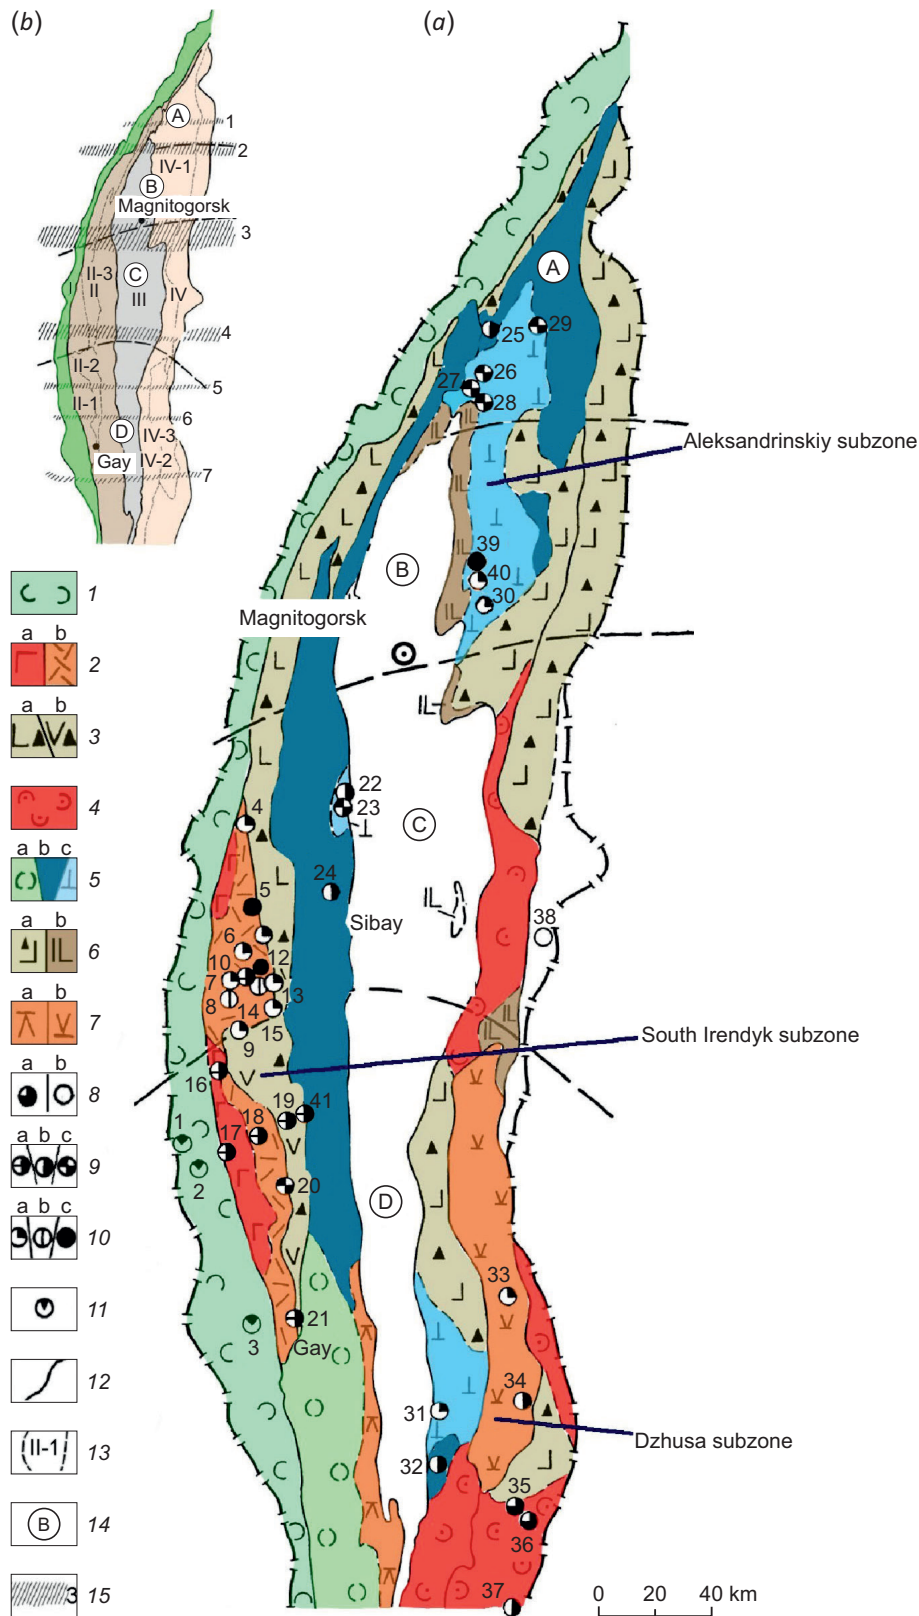 (b)
(a)
A
1
2
IV-1
B
Magnitogorsk
3
C
II-3
I
II
III
IV
4
II-2
5
II-1
6
D
IV-3
Gay
IV-2
7
A
25
29
26
27
28
Aleksandrinskiy subzone
39
B
40
30
Magnitogorsk
22
23
C
4
24
5
Sibay
38
6
10
12
7
13
8
14
15
9
South Irendyk subzone
16
19
41
1
17
18
2
20
D
33
21
3
Gay
34
31
Dzhusa subzone
32
35
36
37
0 20 40 km
1
a b
2
a b
3
4
a b c
5
a b
6
a b
7
a b
8
a b c
9
a b c
10
11
12
II-1
13
B
14
3
15